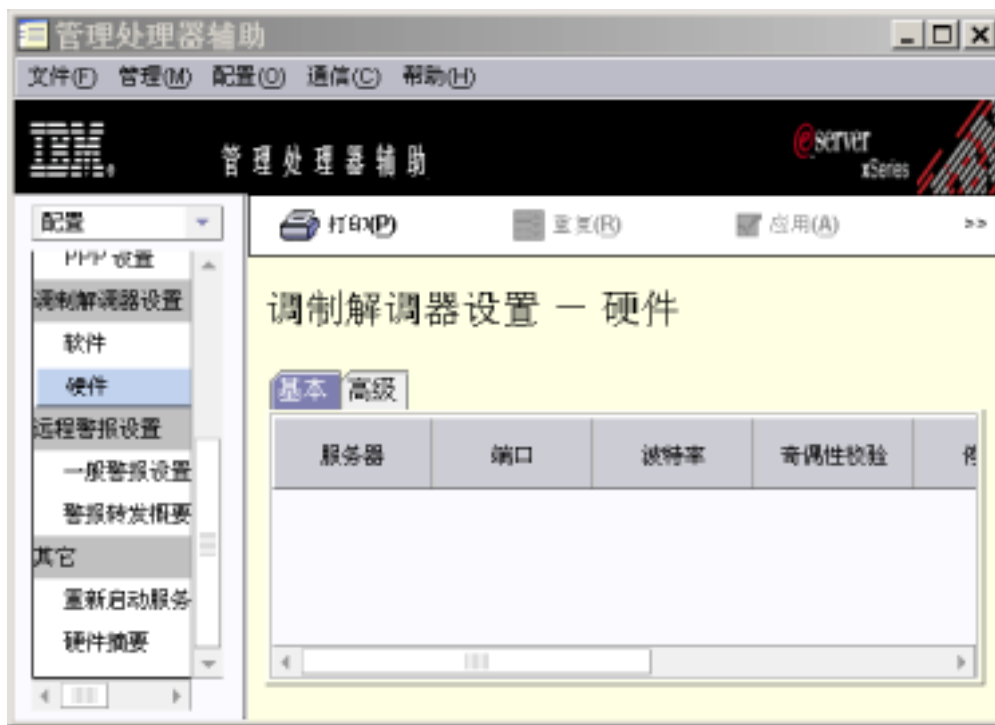 管理处理器辅助
文件(F) 管理(M) 配置(O) 通信(C) 帮助(H)
IBM. 管理处理器辅助 eserver
xSeries
配置
打印(P) 重复(R) 应用(A) >>
PPP 设置
调制解调器设置
软件
硬件
远程警报设置
一般警报设置
警报转发概要
其它
重新启动服务
硬件摘要
调制解调器设置 — 硬件
基本 高级
服务器 端口 波特率 奇偶性校验